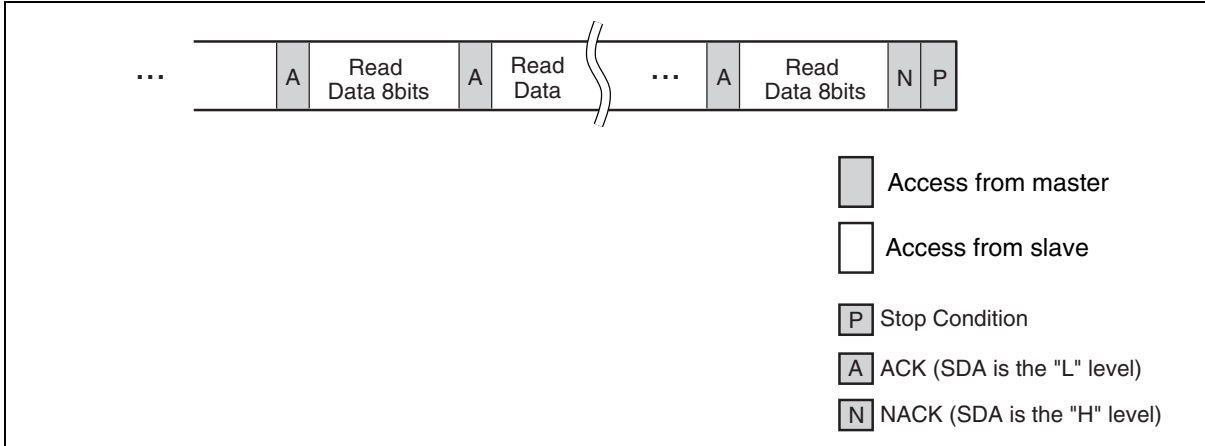 ... A Read Data 8bits A Read Data ... A Read Data 8bits N P
Access from master
Access from slave
P Stop Condition
A ACK (SDA is the "L" level)
N NACK (SDA is the "H" level)